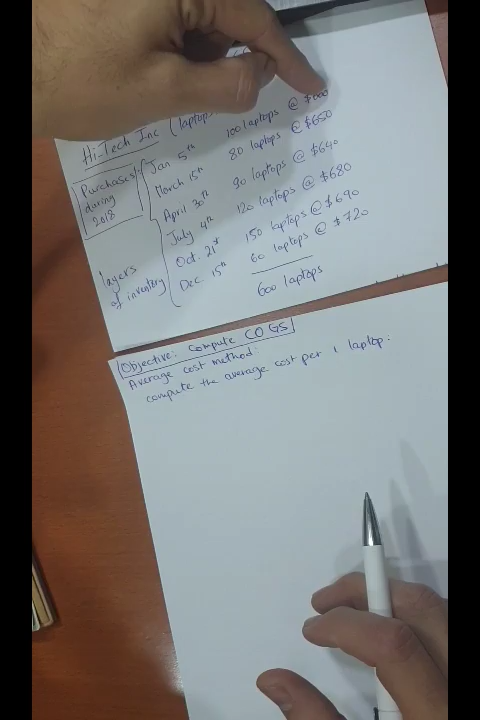 Hi-Tech Inc (laptops
Purchases
during
2018
layers
of inventory
Jan 5th 100 laptops @ $600
March 15th 80 laptops @ $650
April 30th 90 laptops @ $640
July 4th 120 laptops @ $680
Oct. 21st 150 laptops @ $690
Dec. 15th 60 laptops @ $720
600 laptops
Objective: Compute COGS
Average cost method:
compute the average cost per 1 laptop: